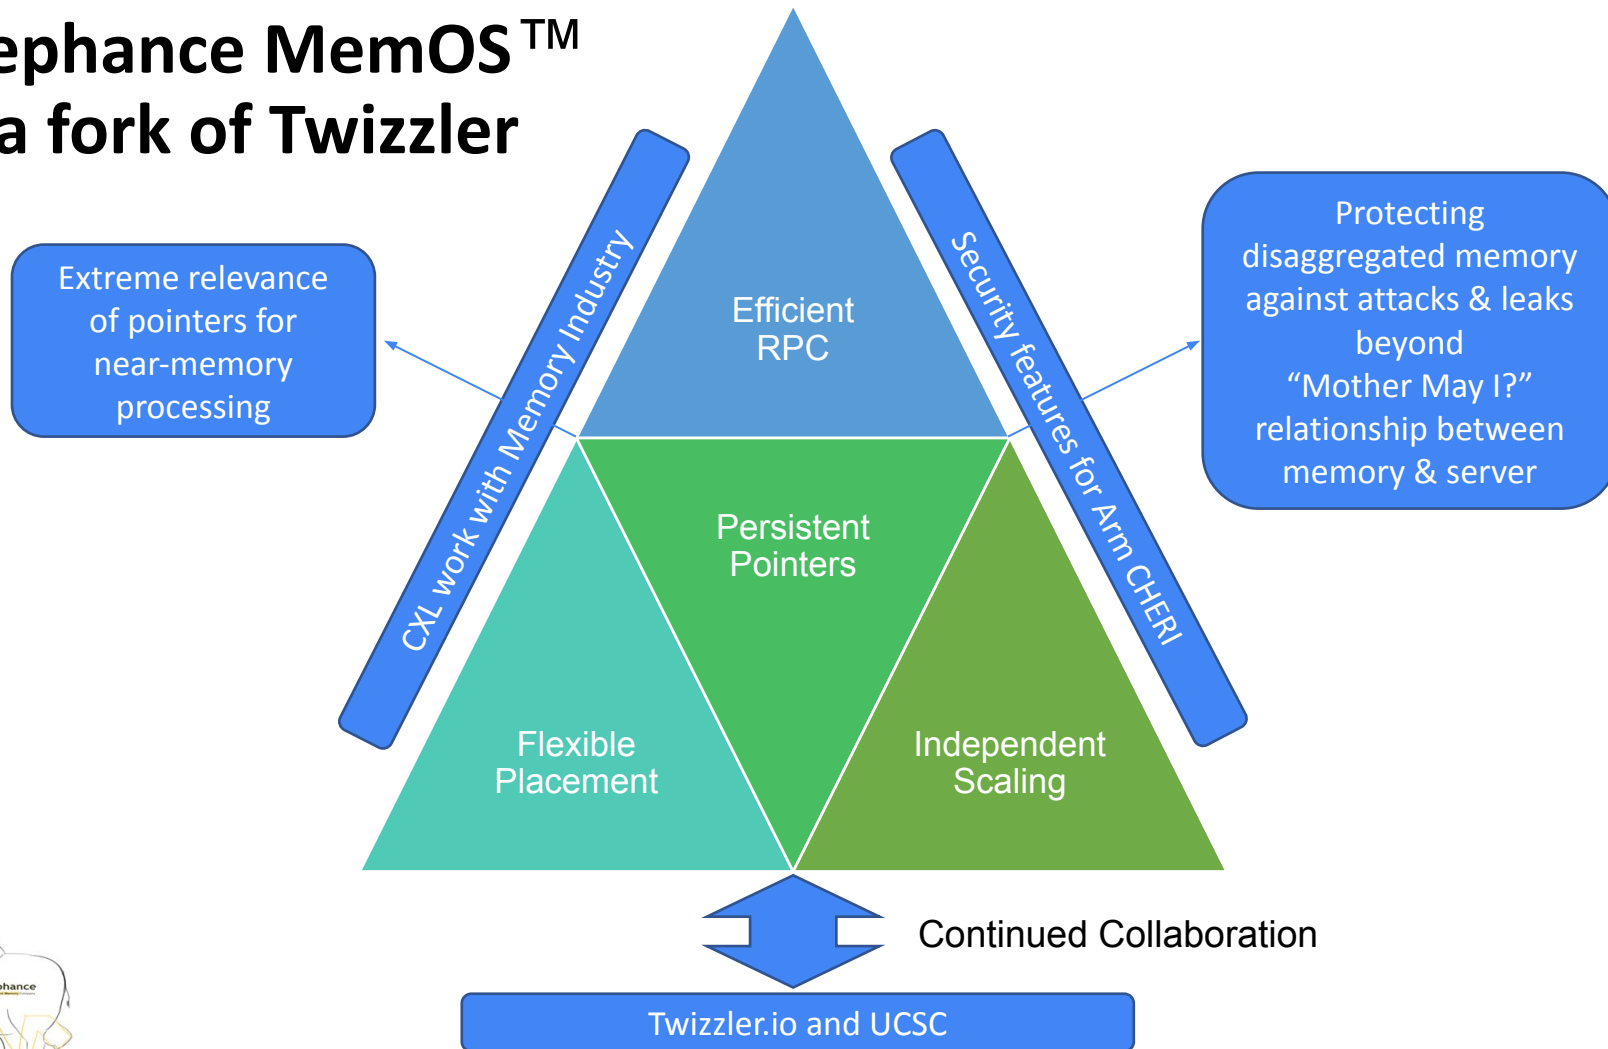 ephance MemOS™
a fork of Twizzler
Extreme relevance
of pointers for
near-memory
processing
CXL work with Memory Industry
Efficient
RPC
Security features for Arm CHERI
Protecting
disaggregated memory
against attacks & leaks
beyond
“Mother May I?”
relationship between
memory & server
Persistent
Pointers
Flexible
Placement
Independent
Scaling
Continued Collaboration
Twizzler.io and UCSC
phance